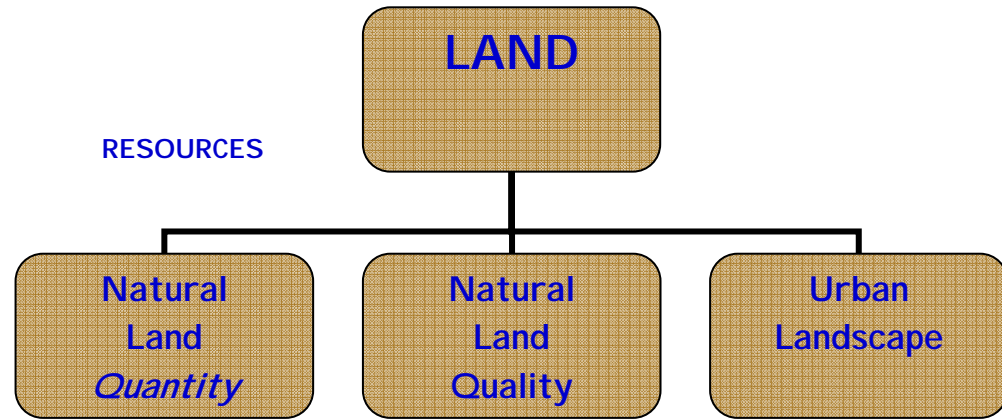 LAND
RESOURCES
Natural
Land
Quantity
Natural
Land
Quality
Urban
Landscape